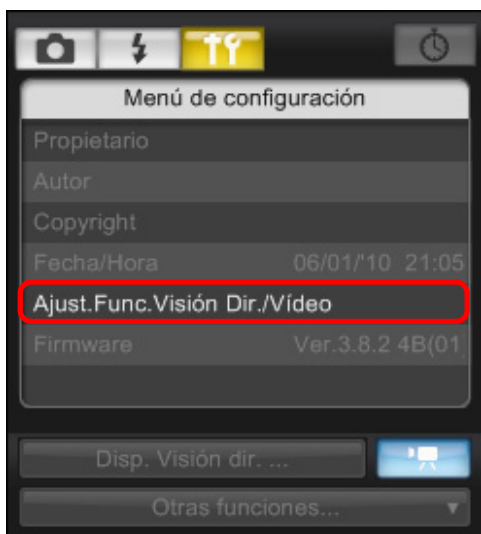 Menú de configuración
Propietario
Autor
Copyright
Fecha/Hora 06/01/'10 21:05
Ajust.Func.Visión Dir./Vídeo
Firmware Ver.3.8.2 4B(01
Disp. Visión dir. ...
Otras funciones...